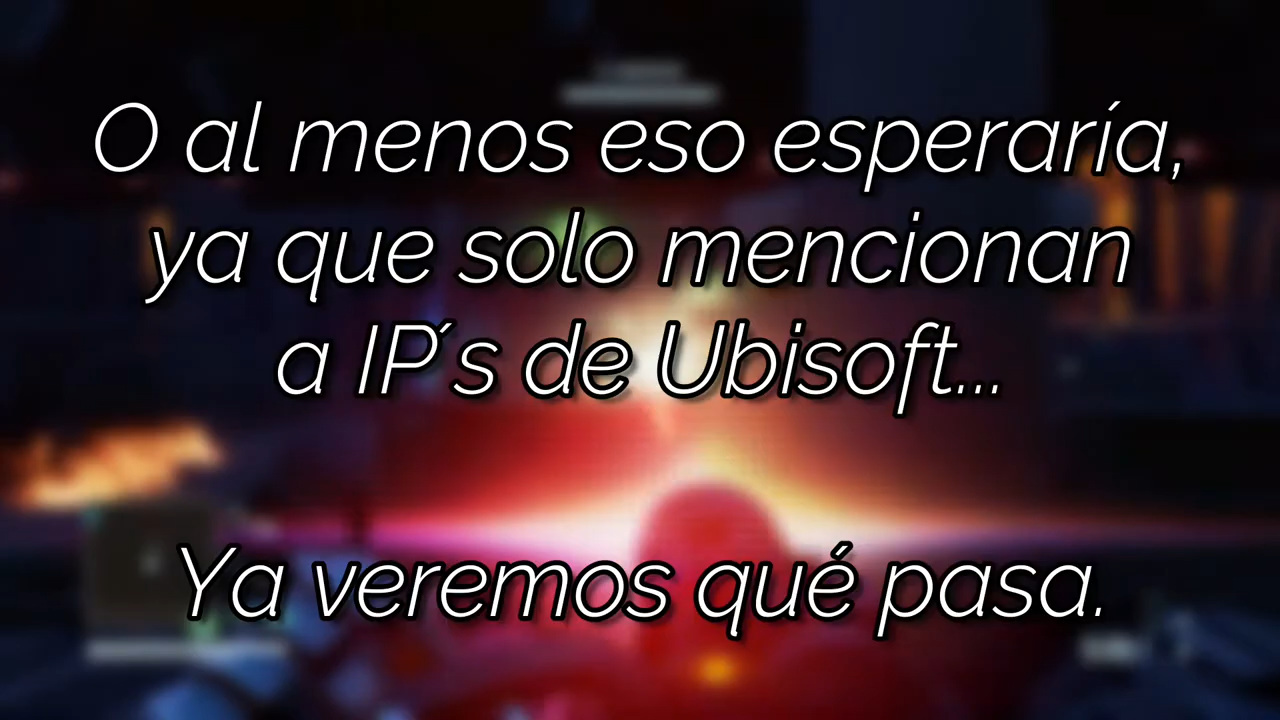 O al menos eso esperaría,
ya que solo mencionan
a IP´s de Ubisoft...
Ya veremos qué pasa.